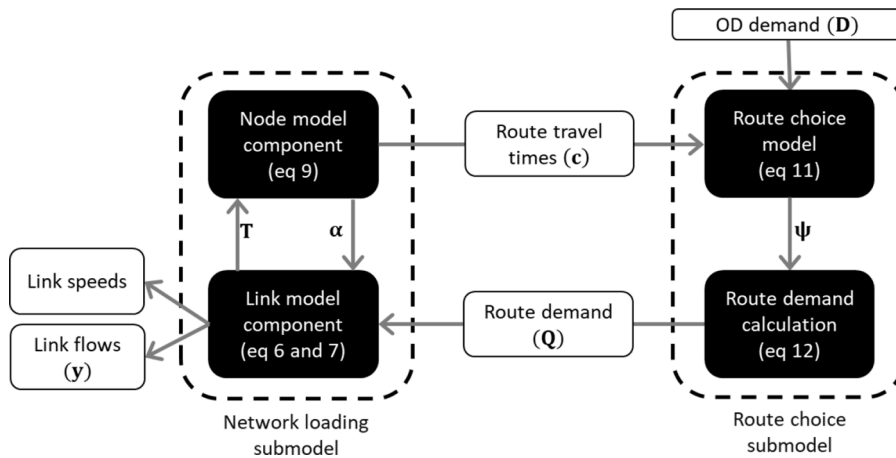 OD demand (D)
Node model
component
(eq 9)
Route travel
times (c)
Route choice
model
(eq 11)
T
α
ψ
Link speeds
Link flows
(y)
Link model
component
(eq 6 and 7)
Route demand
(Q)
Route demand
calculation
(eq 12)
Network loading
submodel
Route choice
submodel